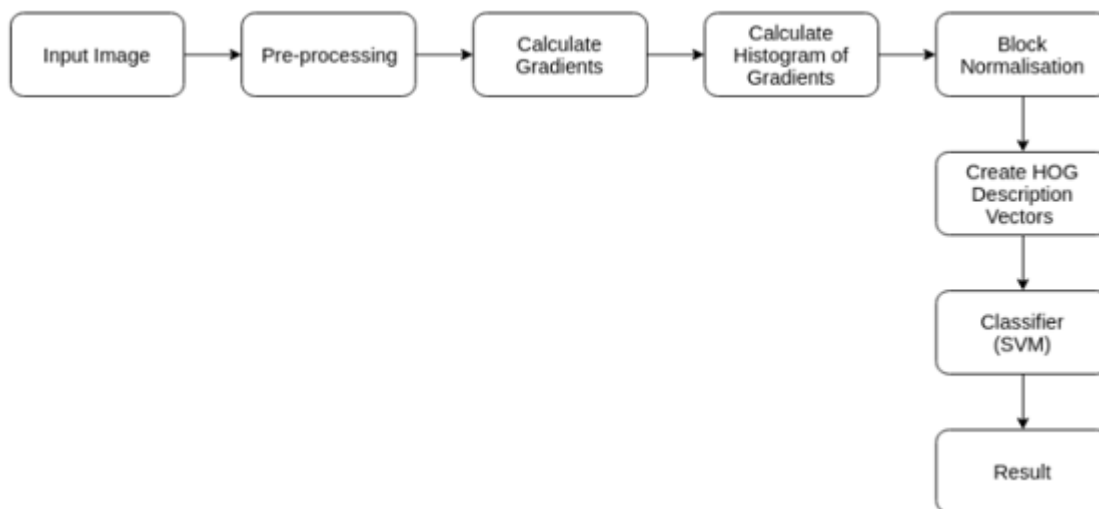 Input Image
Pre-processing
Calculate
Gradients
Calculate
Histogram of
Gradients
Block
Normalisation
Create HOG
Description
Vectors
Classifier
(SVM)
Result